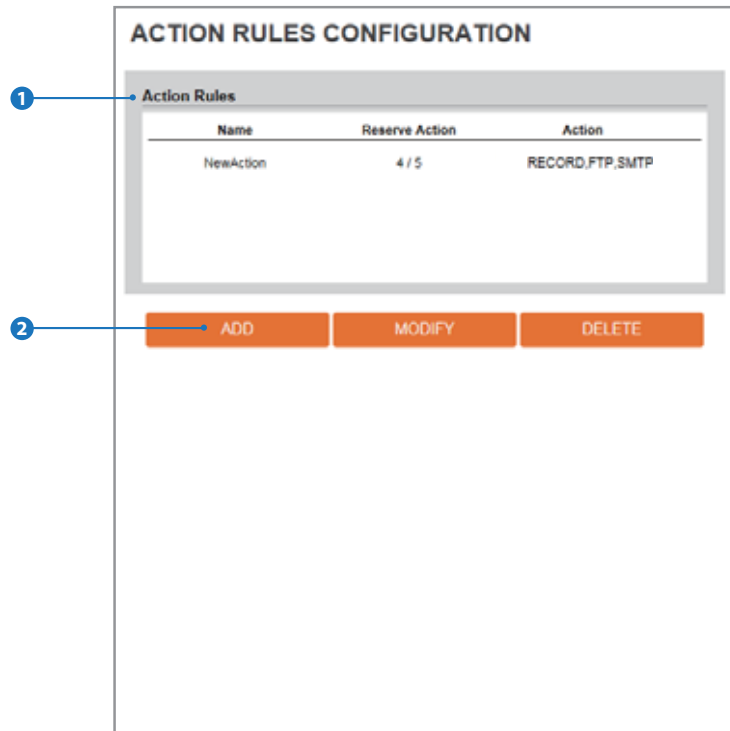 ACTION RULES CONFIGURATION
1 Action Rules
Name Reserve Action Action
NewAction 4 / 5 RECORD,FTP,SMTP
2 ADD MODIFY DELETE